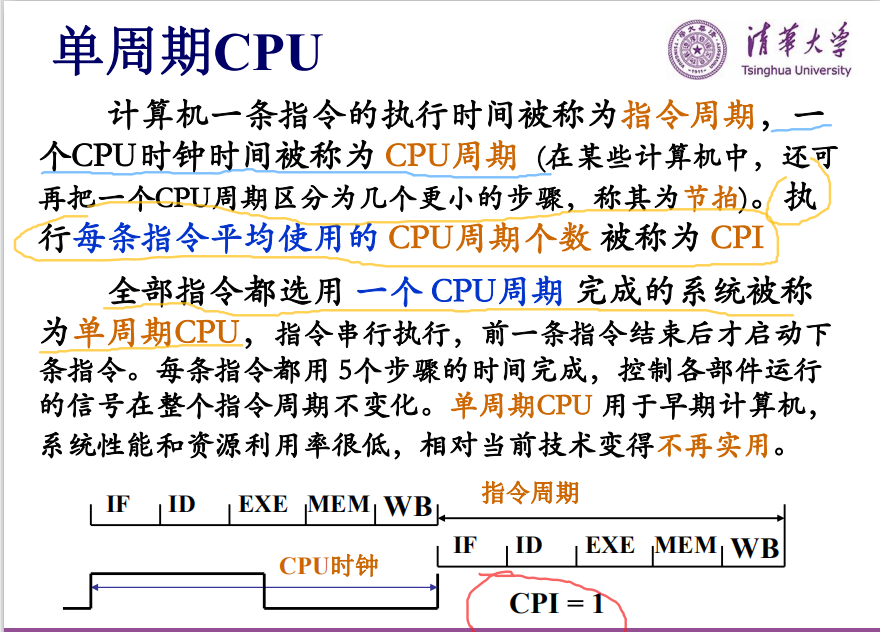 单周期CPU
清华大学
Tsinghua University
计算机一条指令的执行时间被称为指令周期，一
个CPU时钟时间被称为 CPU周期 (在某些计算机中，还可
再把一个CPU周期区分为几个更小的步骤，称其为节拍)。执
行每条指令平均使用的 CPU周期个数 被称为 CPI
全部指令都选用 一个 CPU周期 完成的系统被称
为单周期CPU，指令串行执行，前一条指令结束后才启动下
条指令。每条指令都用 5个步骤的时间完成，控制各部件运行
的信号在整个指令周期不变化。单周期CPU 用于早期计算机，
系统性能和资源利用率很低，相对当前技术变得不再实用。
指令周期
IF ID EXE MEM WB
IF ID EXE MEM WB
CPU时钟
CPI = 1